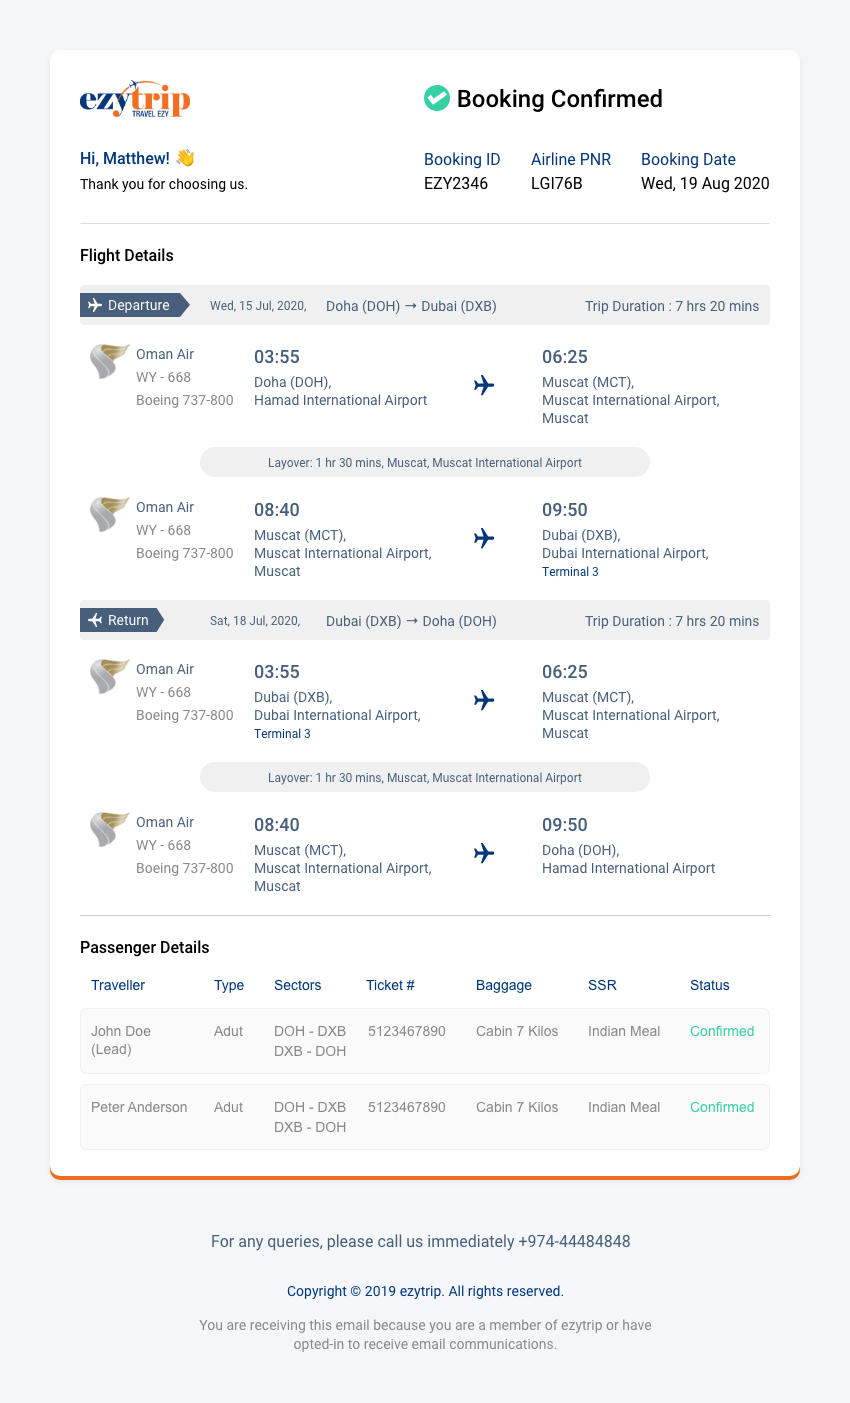 ezytrip
TRAVEL EZY
Booking Confirmed
Hi, Matthew! 👋
Thank you for choosing us.
Booking ID Airline PNR Booking Date
EZY2346 LGI76B Wed, 19 Aug 2020
Flight Details
Departure Wed, 15 Jul, 2020, Doha (DOH) → Dubai (DXB) Trip Duration : 7 hrs 20 mins
Oman Air 03:55 06:25
WY - 668 Doha (DOH), Muscat (MCT),
Boeing 737-800 Hamad International Airport Muscat International Airport,
Muscat
Layover: 1 hr 30 mins, Muscat, Muscat International Airport
Oman Air 08:40 09:50
WY - 668 Muscat (MCT), Dubai (DXB),
Boeing 737-800 Muscat International Airport, Dubai International Airport,
Muscat Terminal 3
Return Sat, 18 Jul, 2020, Dubai (DXB) → Doha (DOH) Trip Duration : 7 hrs 20 mins
Oman Air 03:55 06:25
WY - 668 Dubai (DXB), Muscat (MCT),
Boeing 737-800 Dubai International Airport, Muscat International Airport,
Terminal 3 Muscat
Layover: 1 hr 30 mins, Muscat, Muscat International Airport
Oman Air 08:40 09:50
WY - 668 Muscat (MCT), Doha (DOH),
Boeing 737-800 Muscat International Airport, Hamad International Airport
Muscat
Passenger Details
Traveller Type Sectors Ticket # Baggage SSR Status
John Doe Adut DOH - DXB 5123467890 Cabin 7 Kilos Indian Meal Confirmed
(Lead) DXB - DOH
Peter Anderson Adut DOH - DXB 5123467890 Cabin 7 Kilos Indian Meal Confirmed
DXB - DOH
For any queries, please call us immediately +974-44484848
Copyright © 2019 ezytrip. All rights reserved.
You are receiving this email because you are a member of ezytrip or have
opted-in to receive email communications.